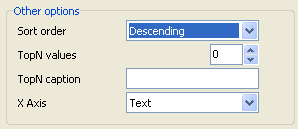 Other options
Sort order Descending
TopN values 0
TopN caption
X Axis Text